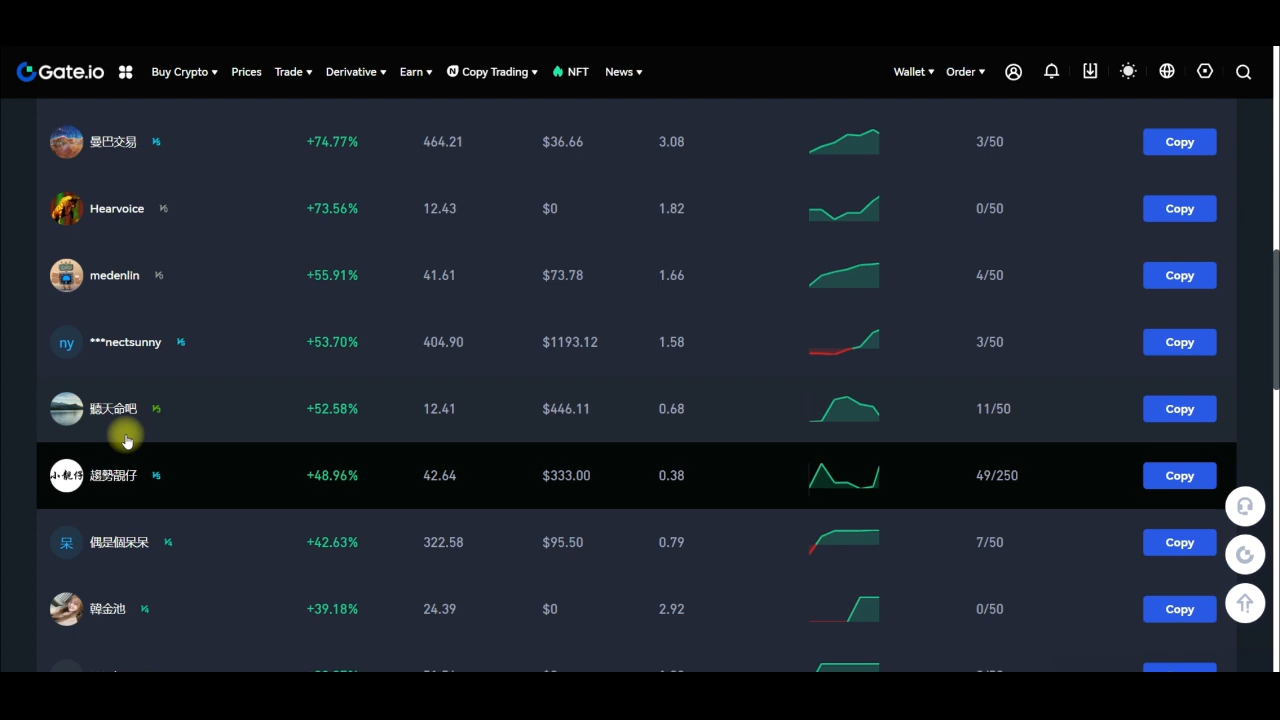 Gate.io Buy Crypto Prices Trade Derivative Earn Copy Trading NFT News Wallet Order
曼巴交易 +74.77% 464.21 $36.66 3.08 3/50 Copy
Hearvoice +73.56% 12.43 $0 1.82 0/50 Copy
medenlin +55.91% 41.61 $73.78 1.66 4/50 Copy
ny ***nectsunny +53.70% 404.90 $1193.12 1.58 3/50 Copy
聽天命吧 +52.58% 12.41 $446.11 0.68 11/50 Copy
小靚仔 趨勢靚仔 +48.96% 42.64 $333.00 0.38 49/250 Copy
呆 偶是個呆呆 +42.63% 322.58 $95.50 0.79 7/50 Copy
韓金池 +39.18% 24.39 $0 2.92 0/50 Copy